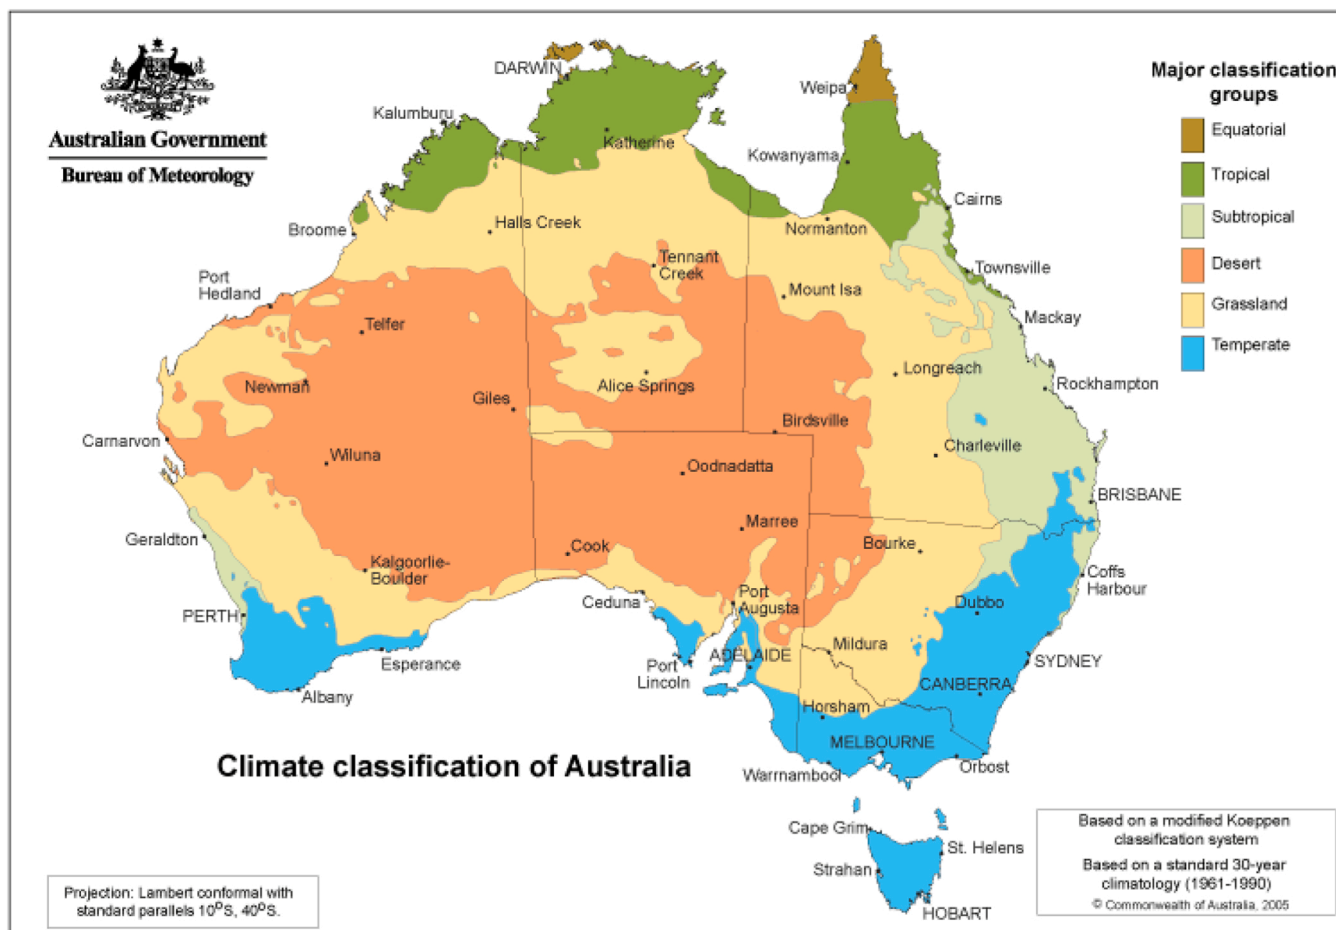 Australian Government
Bureau of Meteorology
Major classification
groups
Equatorial
Tropical
Subtropical
Desert
Grassland
Temperate
DARWIN
Weipa
Kalumburu
Katherine
Kowanyama
Cairns
Broome
Halls Creek
Normanton
Port
Hedland
Tennant
Creek
Townsville
Mount Isa
Telfer
Mackay
Newman
Alice Springs
Longreach
Rockhampton
Giles
Birdsville
Carnarvon
Charleville
Wiluna
Oodnadatta
BRISBANE
Geraldton
Marree
Bourke
Cook
Kalgoorlie-
Boulder
Coffs
Harbour
Ceduna
Port
Augusta
Dubbo
PERTH
Mildura
Esperance
ADELAIDE
SYDNEY
Port
Lincoln
CANBERRA
Albany
Horsham
MELBOURNE
Climate classification of Australia
Warrnambool
Orbost
Cape Grim
St. Helens
Strahan
HOBART
Based on a modified Koeppen
classification system
Based on a standard 30-year
climatology (1961-1990)
© Commonwealth of Australia, 2005
Projection: Lambert conformal with
standard parallels 10°S, 40°S.